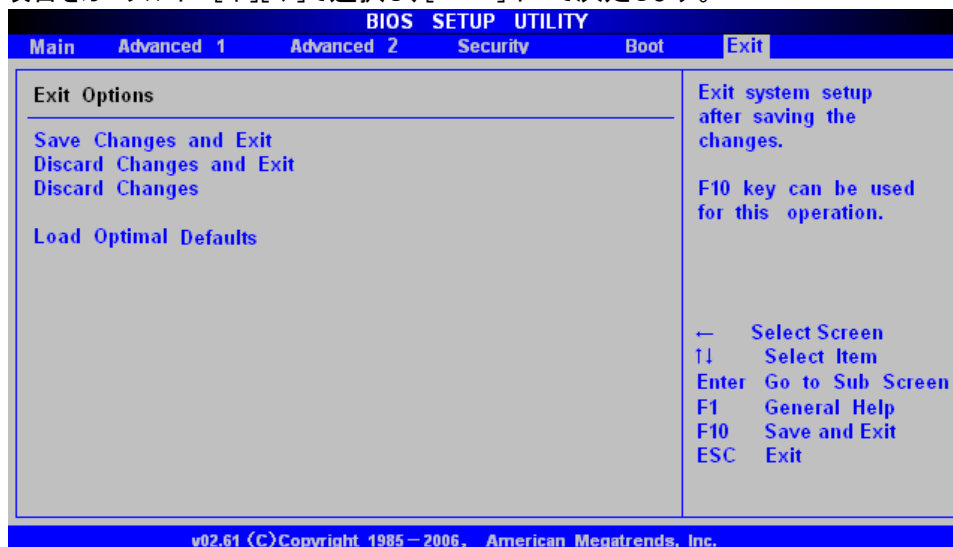 BIOS SETUP UTILITY
Main Advanced 1 Advanced 2 Security Boot Exit
Exit Options
Save Changes and Exit
Discard Changes and Exit
Discard Changes
Load Optimal Defaults
Exit system setup
after saving the
changes.
F10 key can be used
for this operation.
← Select Screen
↑↓ Select Item
Enter Go to Sub Screen
F1 General Help
F10 Save and Exit
ESC Exit
v02.61 (C)Copyright 1985－2006, American Megatrends, Inc.